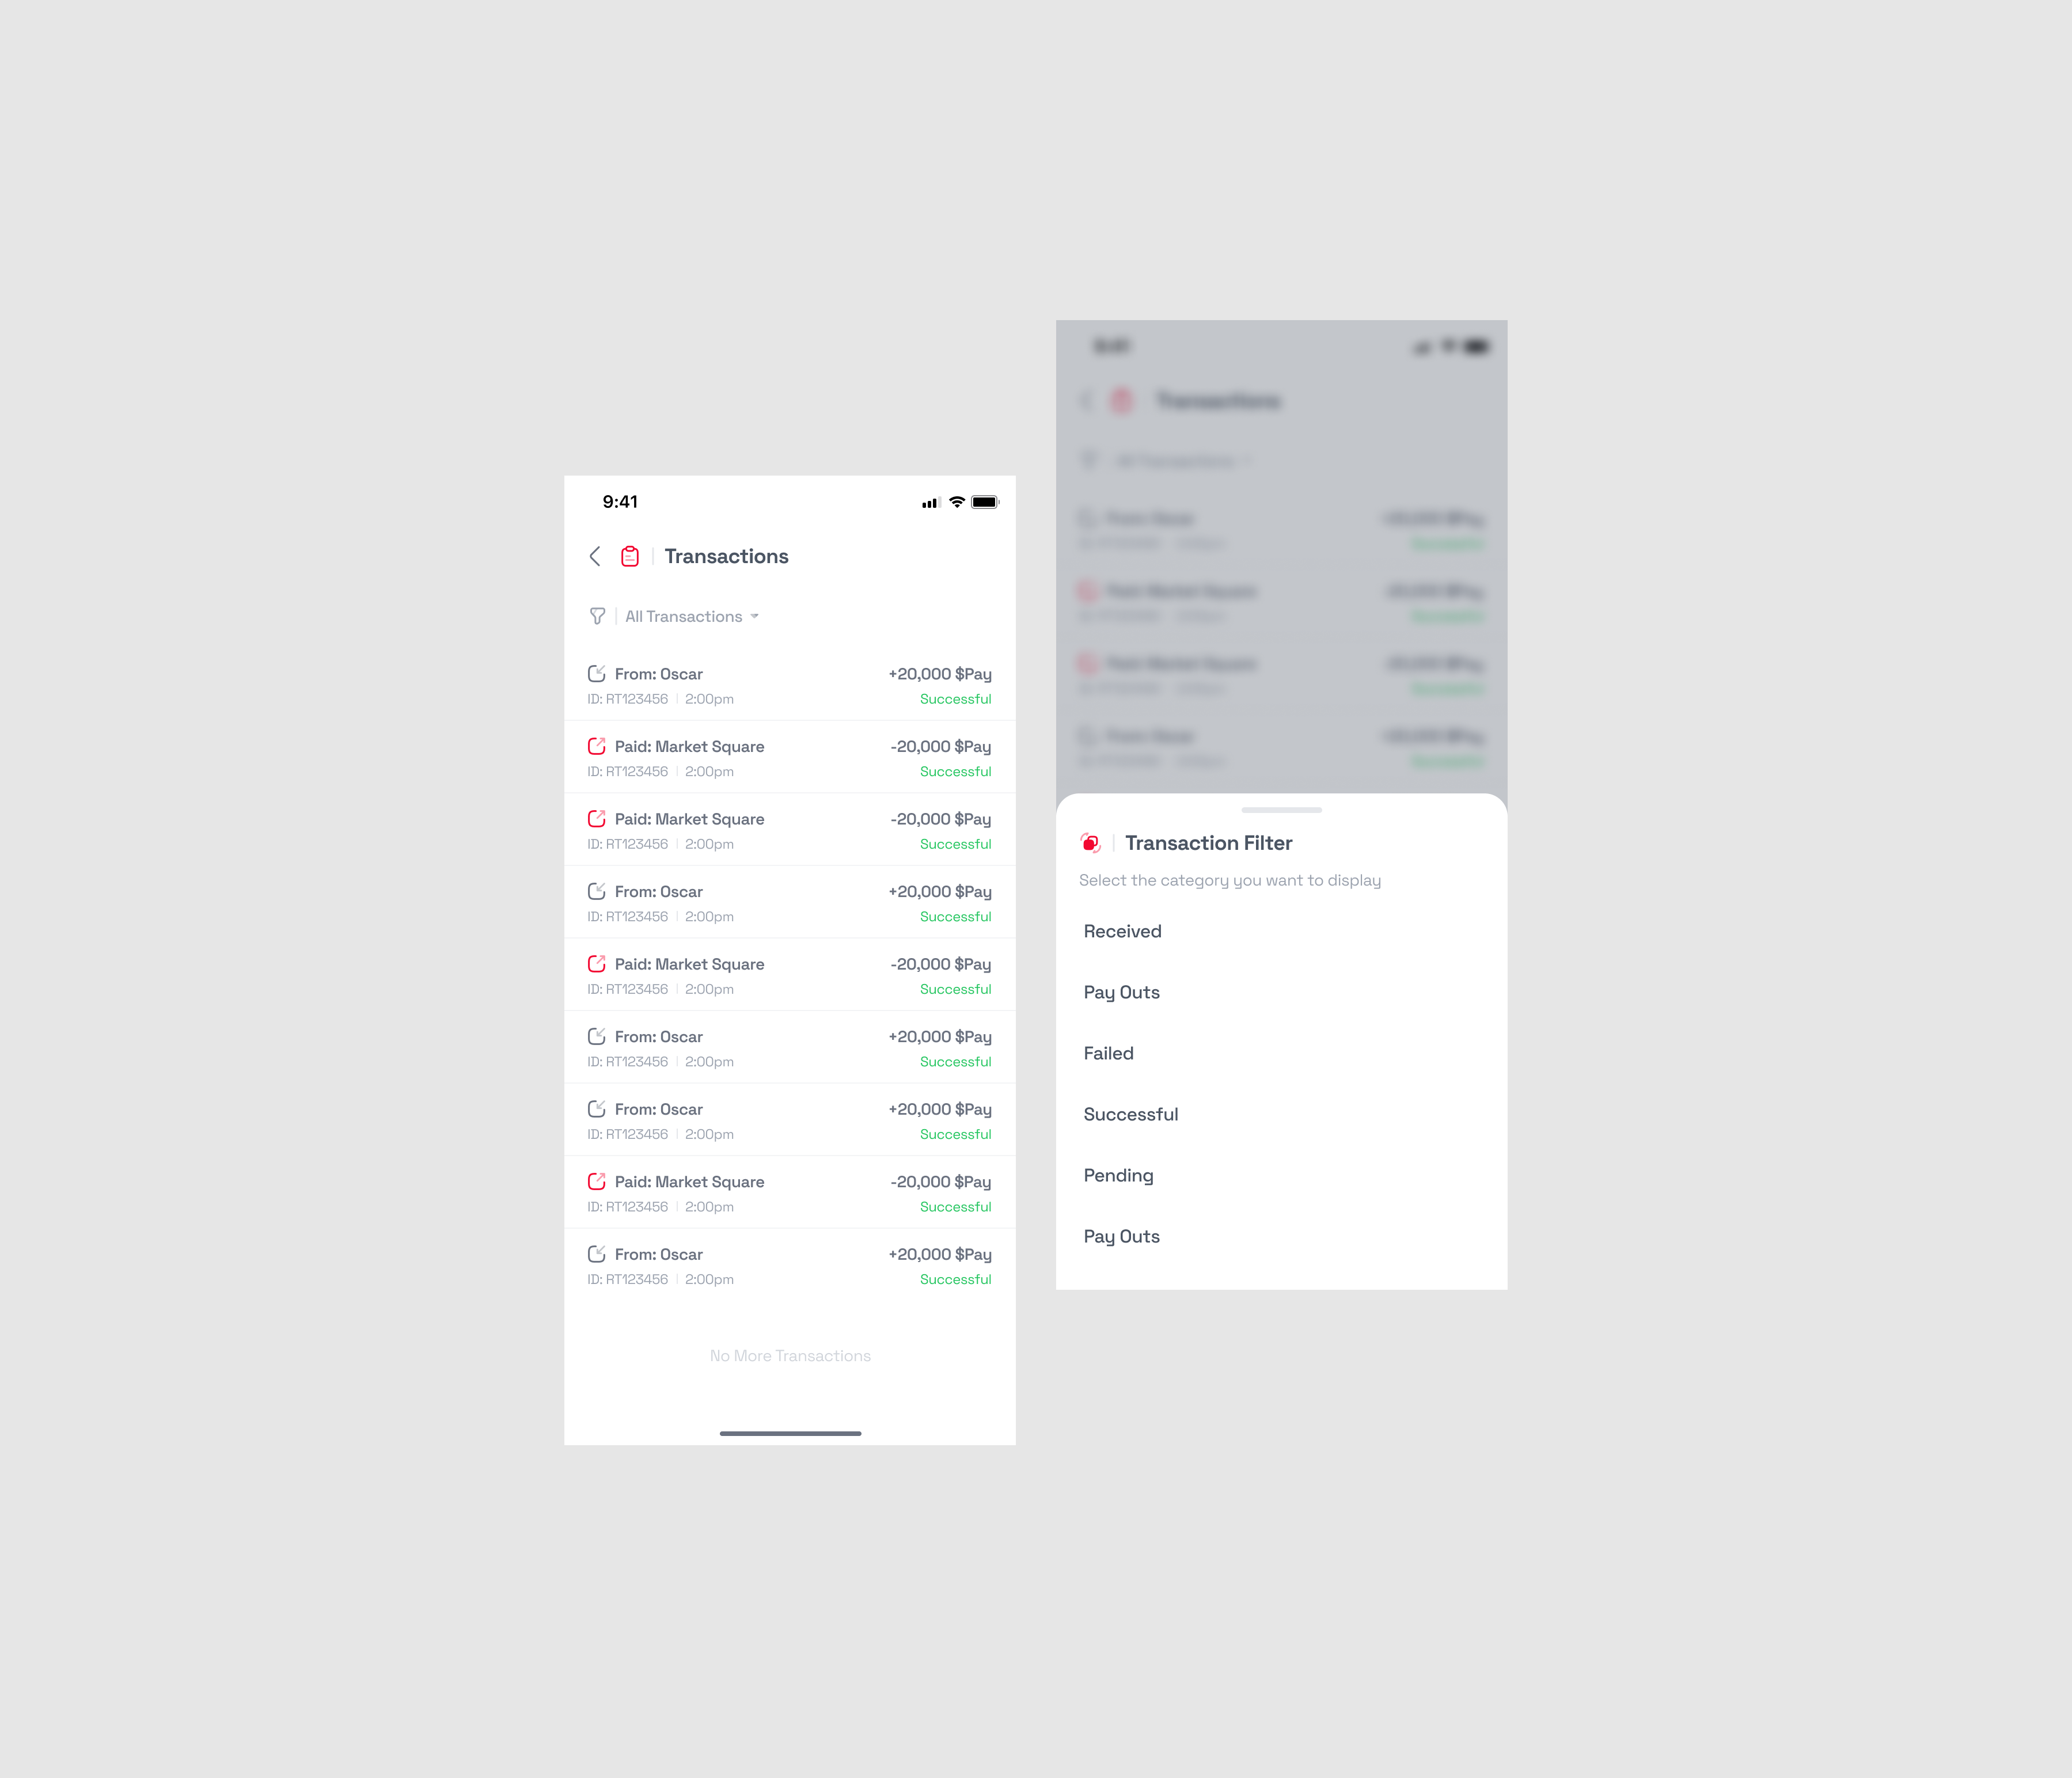 9:41
Transactions
All Transactions
From: Oscar +20,000 $Pay
ID: RT123456 2:00pm Successful
Paid: Market Square -20,000 $Pay
ID: RT123456 2:00pm Successful
Paid: Market Square -20,000 $Pay
ID: RT123456 2:00pm Successful
From: Oscar +20,000 $Pay
ID: RT123456 2:00pm Successful
Paid: Market Square -20,000 $Pay
ID: RT123456 2:00pm Successful
From: Oscar +20,000 $Pay
ID: RT123456 2:00pm Successful
From: Oscar +20,000 $Pay
ID: RT123456 2:00pm Successful
Paid: Market Square -20,000 $Pay
ID: RT123456 2:00pm Successful
From: Oscar +20,000 $Pay
ID: RT123456 2:00pm Successful
No More Transactions
Transactions
Transaction Filter
Select the category you want to display
Received
Pay Outs
Failed
Successful
Pending
Pay Outs